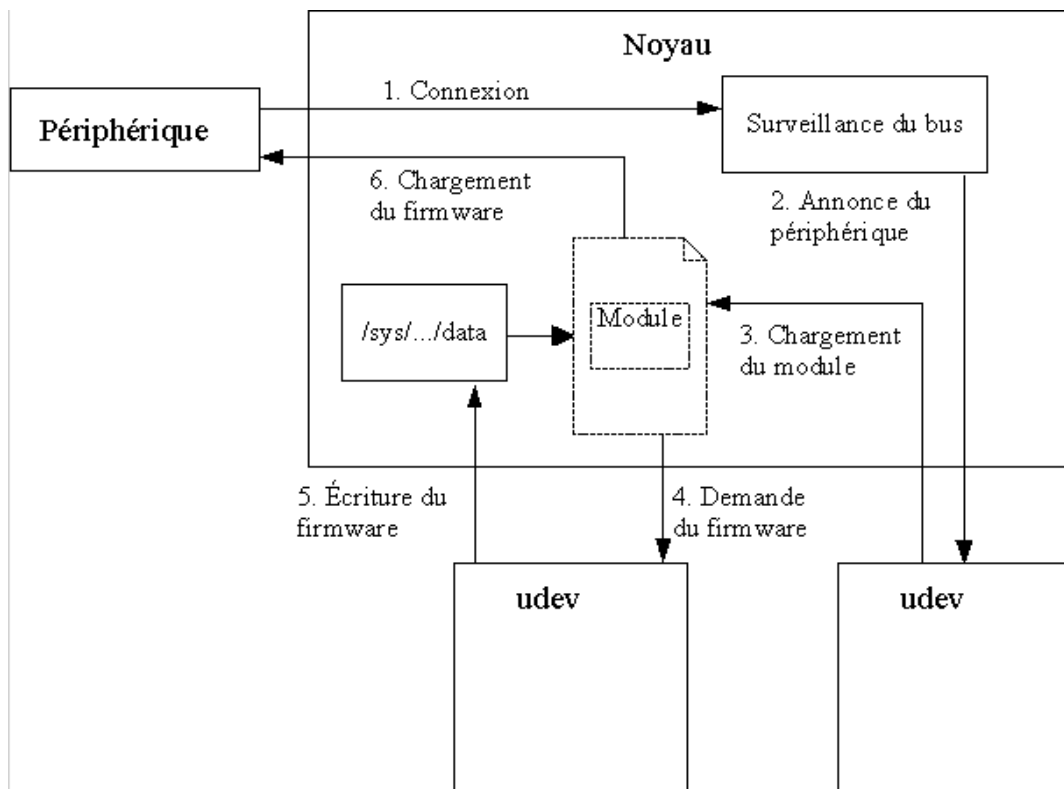 Noyau
1. Connexion
Périphérique
Surveillance du bus
6. Chargement
du firmware
2. Annonce du
périphérique
/sys/.../data
Module
3. Chargement
du module
5. Écriture du
firmware
4. Demande
du firmware
udev
udev